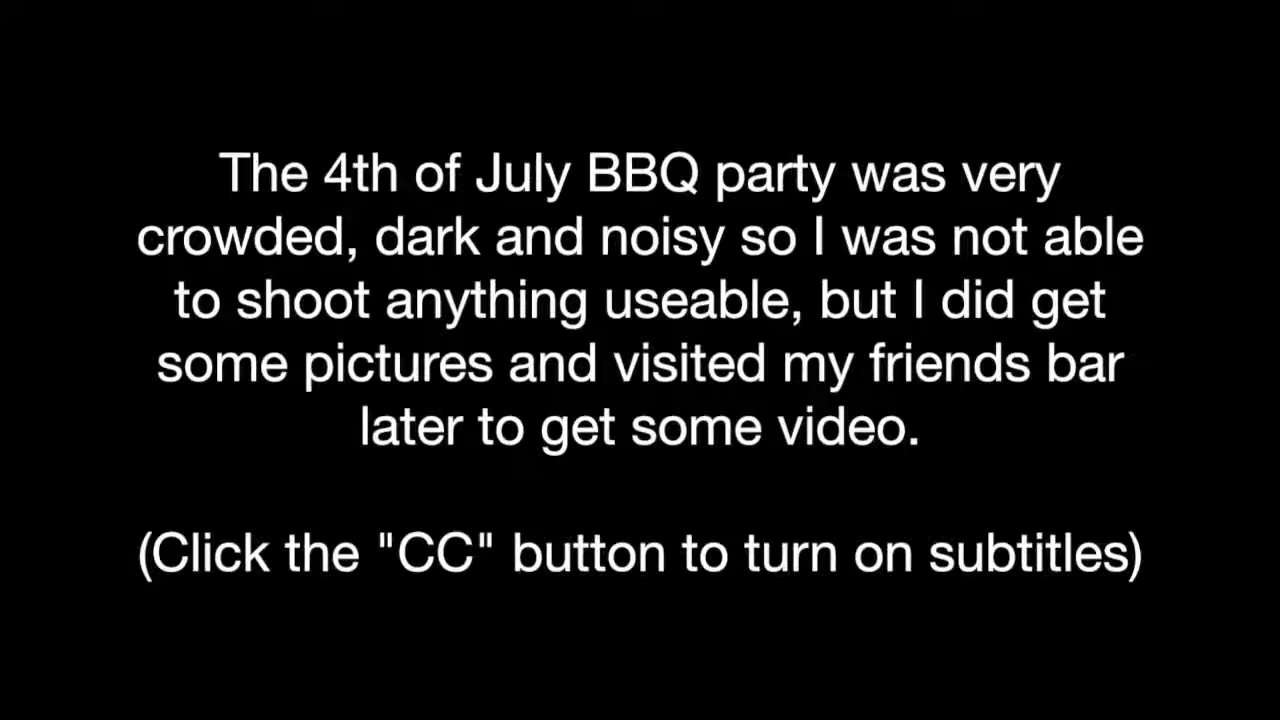 The 4th of July BBQ party was very
crowded, dark and noisy so I was not able
to shoot anything useable, but I did get
some pictures and visited my friends bar
later to get some video.
(Click the "CC" button to turn on subtitles)